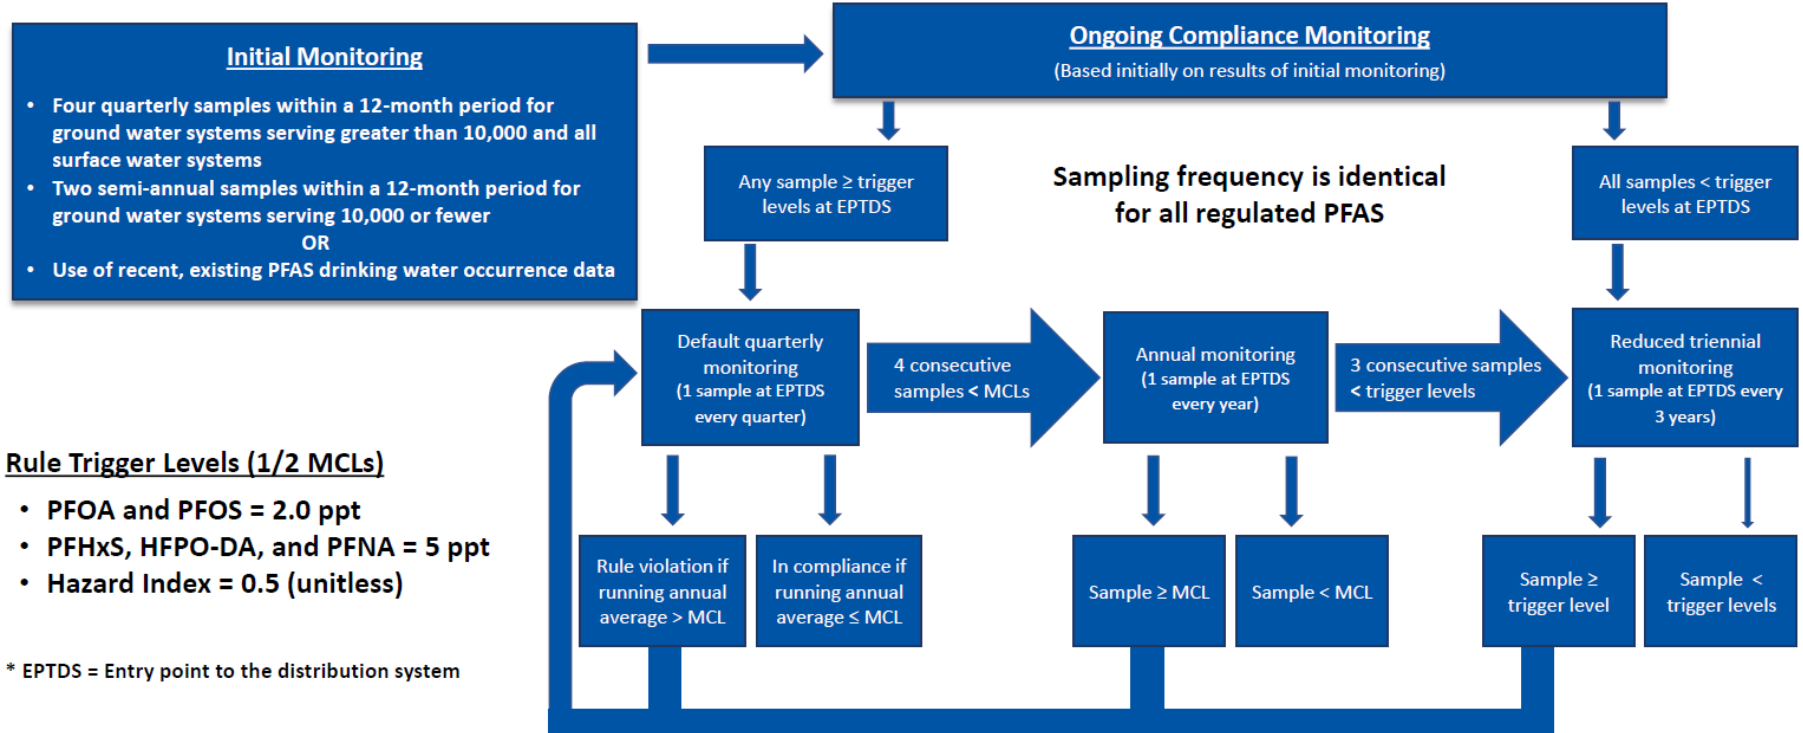 Initial Monitoring
• Four quarterly samples within a 12-month period for
ground water systems serving greater than 10,000 and all
surface water systems
• Two semi-annual samples within a 12-month period for
ground water systems serving 10,000 or fewer
OR
• Use of recent, existing PFAS drinking water occurrence data
Ongoing Compliance Monitoring
(Based initially on results of initial monitoring)
Any sample ≥ trigger
levels at EPTDS
Sampling frequency is identical
for all regulated PFAS
All samples < trigger
levels at EPTDS
Default quarterly
monitoring
(1 sample at EPTDS
every quarter)
4 consecutive
samples < MCLs
Annual monitoring
(1 sample at EPTDS
every year)
3 consecutive samples
< trigger levels
Reduced triennial
monitoring
(1 sample at EPTDS every
3 years)
Rule Trigger Levels (1/2 MCLs)
• PFOA and PFOS = 2.0 ppt
• PFHxS, HFPO-DA, and PFNA = 5 ppt
• Hazard Index = 0.5 (unitless)
Rule violation if
running annual
average > MCL
In compliance if
running annual
average ≤ MCL
Sample ≥ MCL
Sample < MCL
Sample ≥
trigger level
Sample <
trigger levels
* EPTDS = Entry point to the distribution system